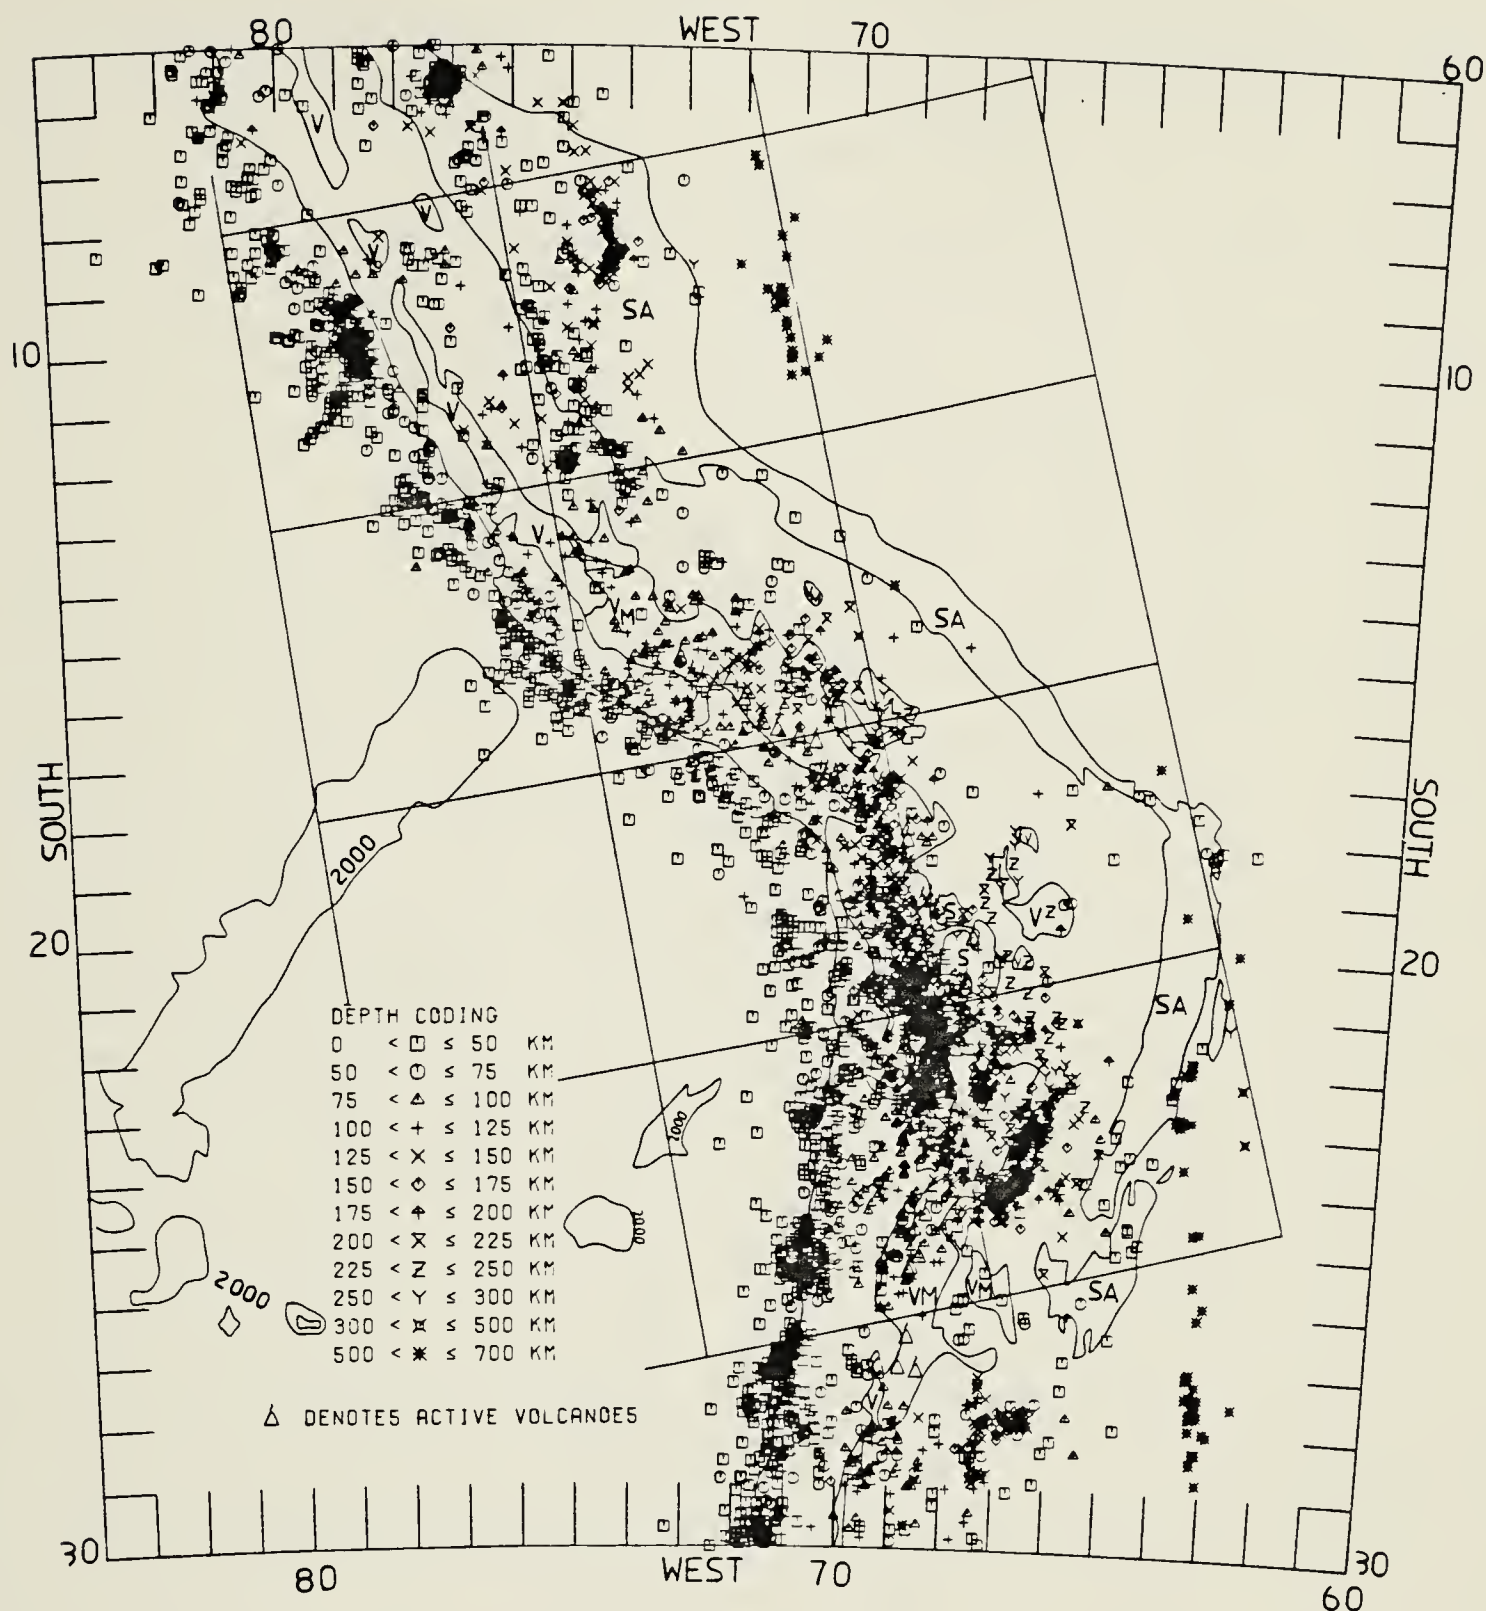 80 WEST 70
60
V
V
V
SA
10
10
V
V
VM
SA
SOUTH
SOUTH
2000
Z
Z
S
V Z
20
S
20
SA
DEPTH CODING
0 < □ ≤ 50 KM
50 < ○ ≤ 75 KM
75 < △ ≤ 100 KM
100 < + ≤ 125 KM
125 < X ≤ 150 KM
150 < ◇ ≤ 175 KM
175 < ↑ ≤ 200 KM
200 < ⧖ ≤ 225 KM
225 < Z ≤ 250 KM
250 < Y ≤ 300 KM
300 < ¤ ≤ 500 KM
500 < ✱ ≤ 700 KM
2000
2000
2000
VM
VM
SA
V
△ DENOTES ACTIVE VOLCANOES
30
80
WEST
70
30
60